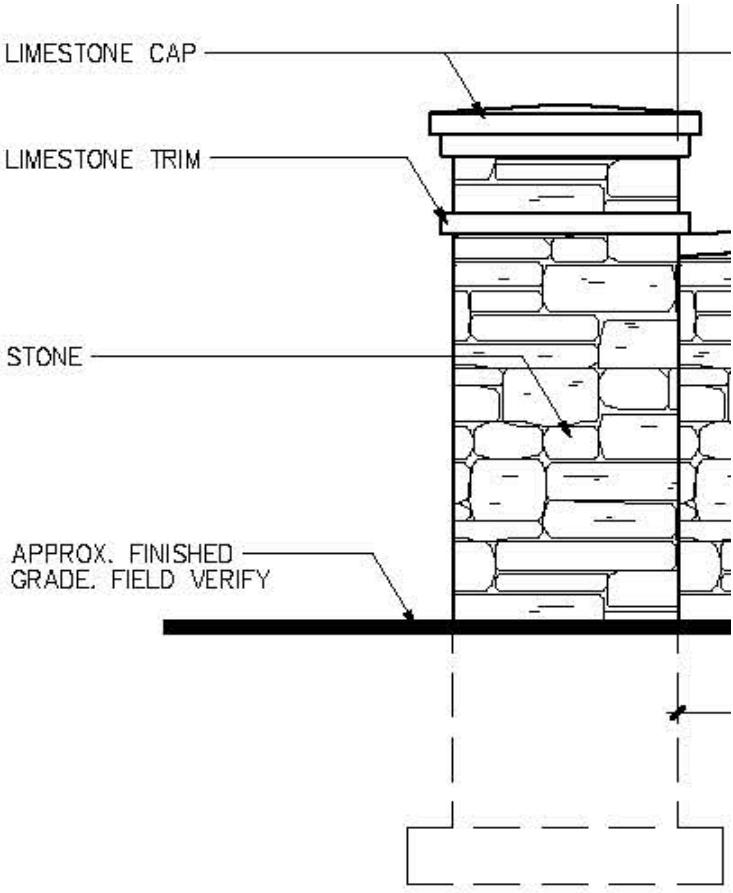 LIMESTONE CAP
LIMESTONE TRIM
STONE
APPROX. FINISHED
GRADE. FIELD VERIFY